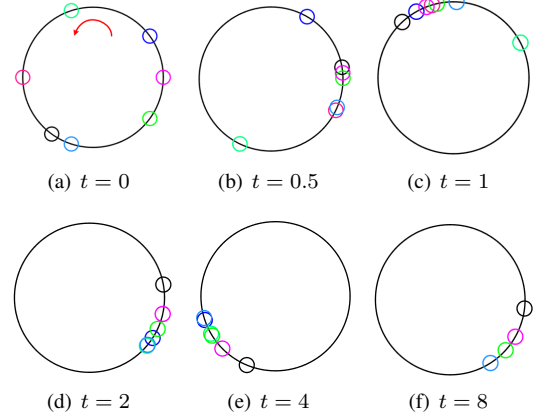 (a) t = 0
(b) t = 0.5
(c) t = 1
(d) t = 2
(e) t = 4
(f) t = 8